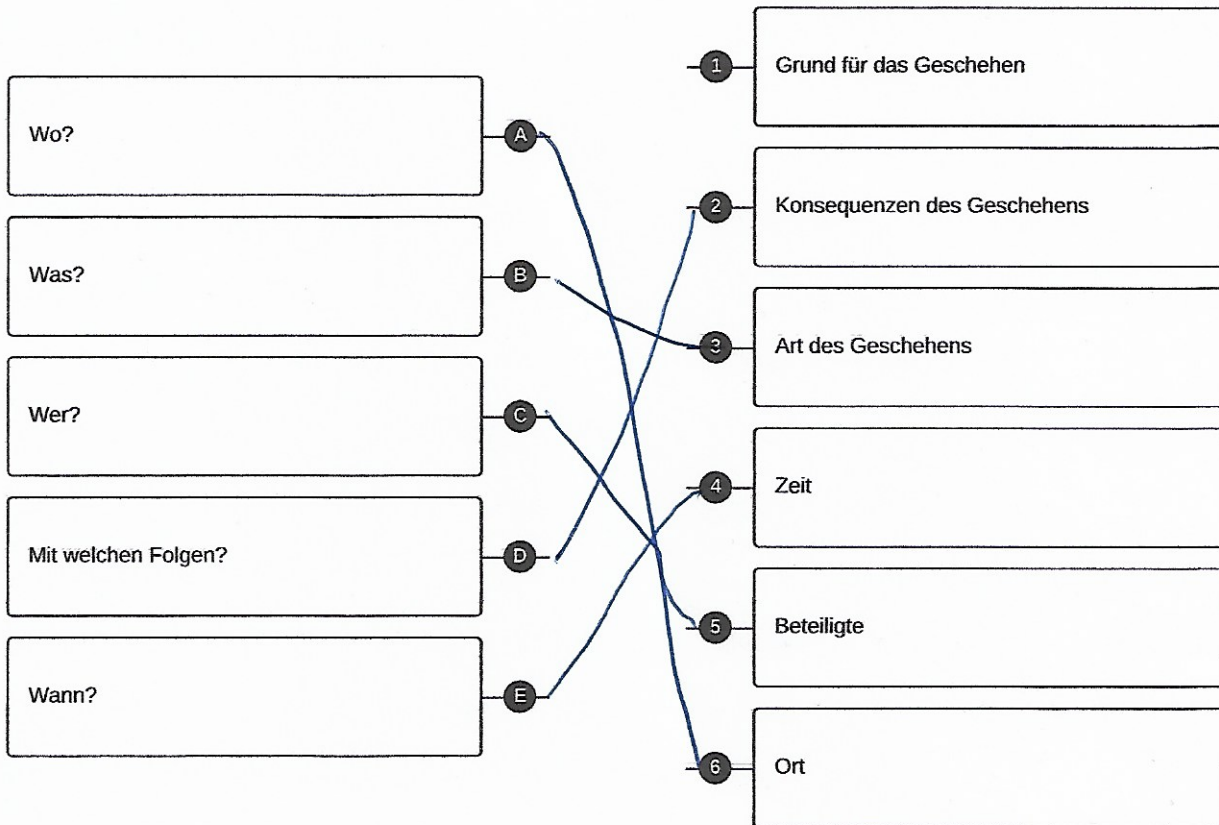 Wo?
A
Was?
B
Wer?
C
Mit welchen Folgen?
D
Wann?
E
1
Grund für das Geschehen
2
Konsequenzen des Geschehens
3
Art des Geschehens
4
Zeit
5
Beteiligte
6
Ort